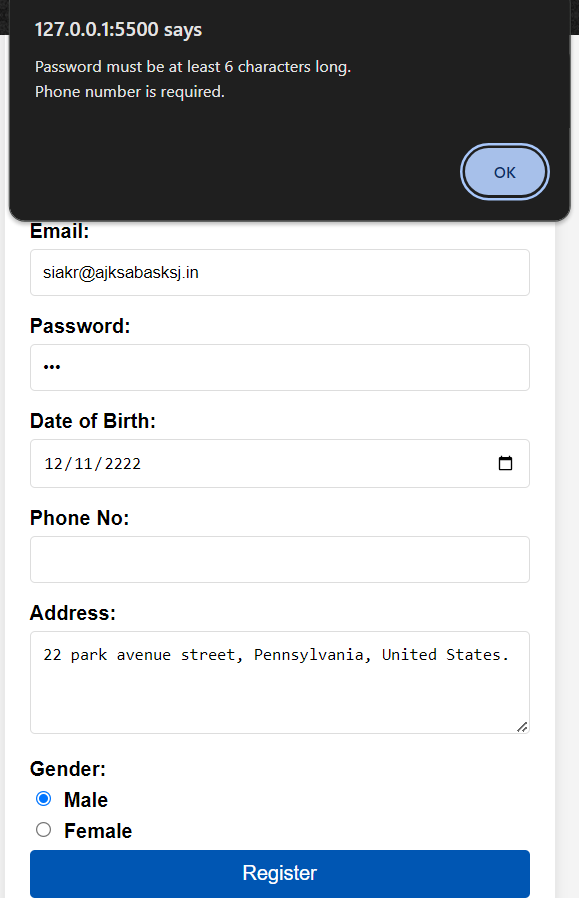 127.0.0.1:5500 says
Password must be at least 6 characters long.
Phone number is required.
OK
Email:
siakr@ajksabasksj.in
Password:
•••
Date of Birth:
12/11/2222
Phone No:
Address:
22 park avenue street, Pennsylvania, United States.
Gender:
Male
Female
Register